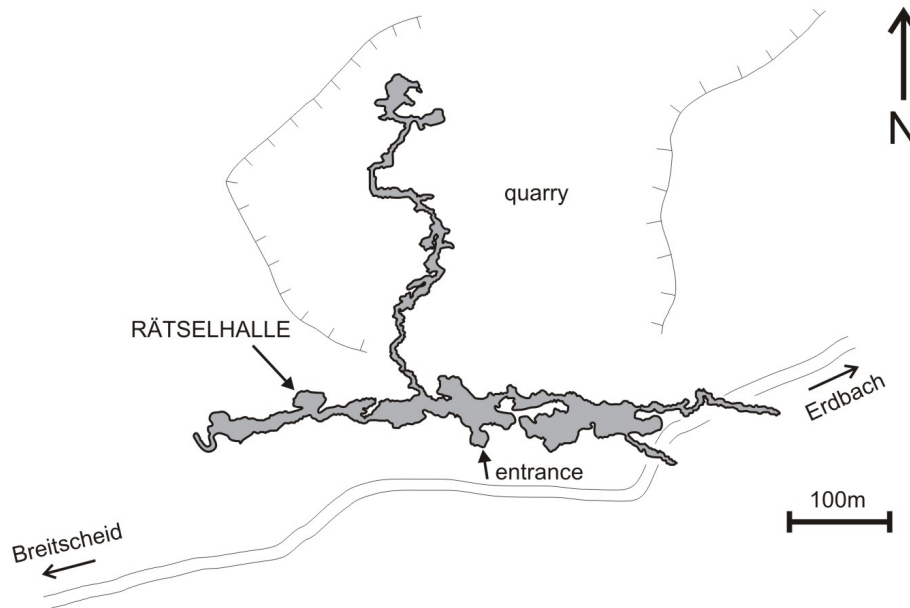 N
quarry
RÄTSELHALLE
Erdbach
entrance
100m
Breitscheid